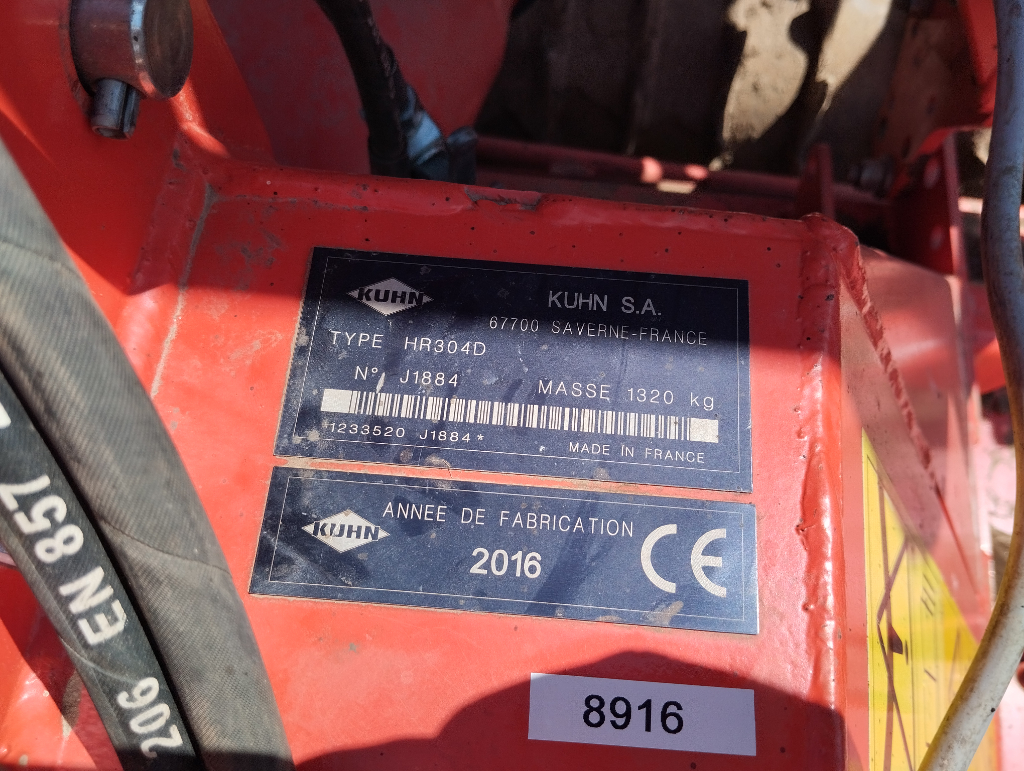 KUHN
KUHN S.A.
67700 SAVERNE-FRANCE
TYPE HR304D
N° J1884 MASSE 1320 kg
*1233520 J1884*
MADE IN FRANCE
KUHN
ANNEE DE FABRICATION
2016
CE
8916
206 EN 857